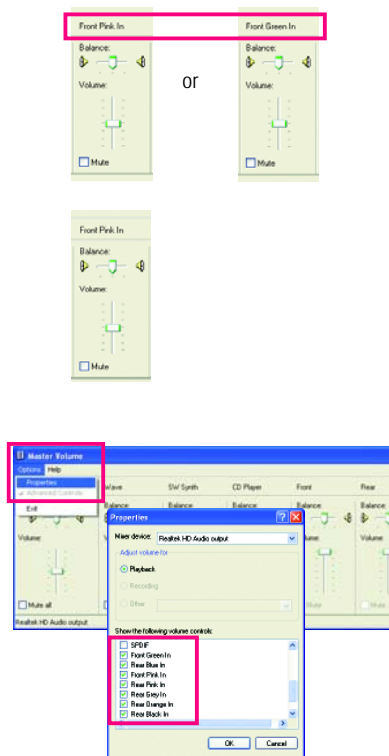 Front Pink In
Balance:
Volume:
Mute
or
Front Green In
Balance:
Volume:
Mute
Front Pink In
Balance:
Volume:
Mute
Master Volume
Options Help
Properties
Advanced Controls
Exit
Wave
SW Synth
CD Player
Front
Rear
Balance:
Balance:
Balance:
Balance:
Balance:
Volume:
Volume:
Mute all
Mute
Mute
Realtek HD Audio output
Properties
Mixer device: Realtek HD Audio output
Adjust volume for
Playback
Recording
Other
Show the following volume controls:
SPDIF
Front Green In
Rear Blue In
Front Pink In
Rear Pink In
Rear Grey In
Rear Orange In
Rear Black In
OK
Cancel